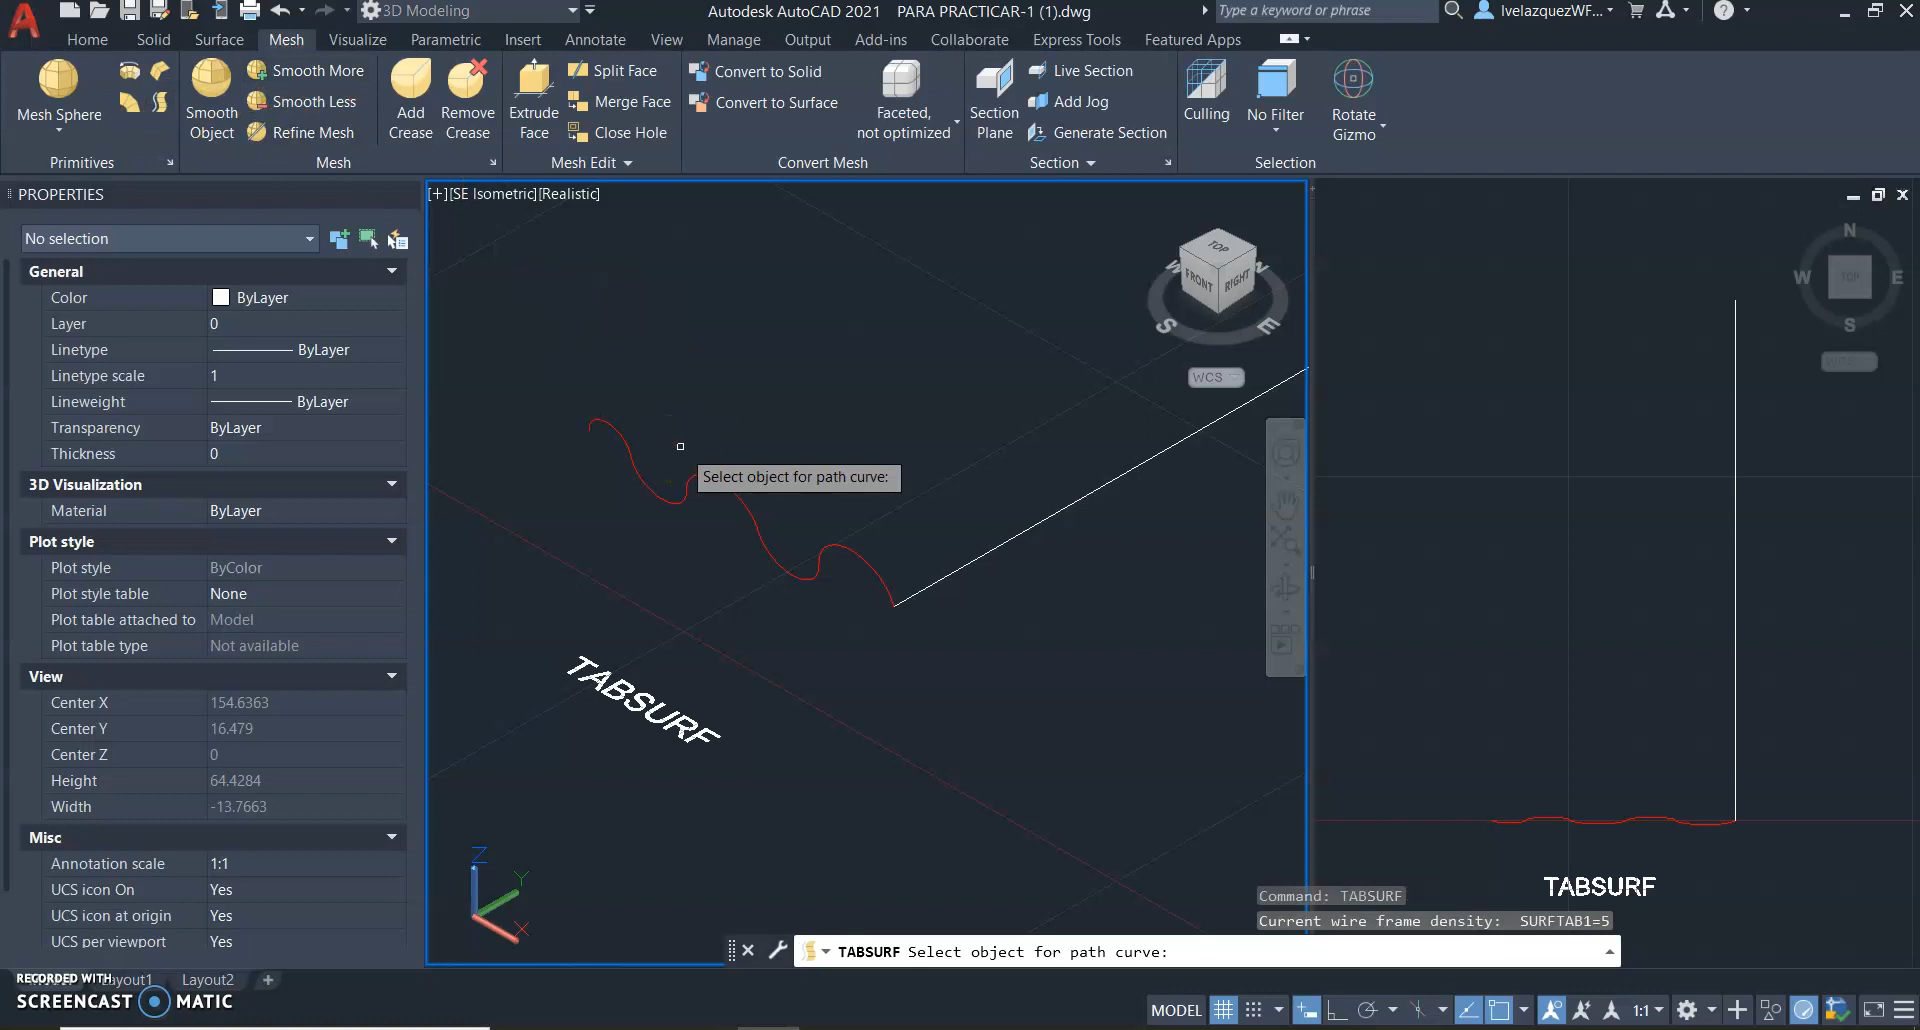 3D Modeling
Autodesk AutoCAD 2021 PARA PRACTICAR-1 (1).dwg
Type a keyword or phrase
lvelazquezWF...
Home Solid Surface Mesh Visualize Parametric Insert Annotate View Manage Output Add-ins Collaborate Express Tools Featured Apps
Mesh Sphere
Smooth Object
Smooth More
Smooth Less
Refine Mesh
Add Crease
Remove Crease
Extrude Face
Split Face
Merge Face
Close Hole
Convert to Solid
Convert to Surface
Faceted, not optimized
Section Plane
Live Section
Add Jog
Generate Section
Culling
No Filter
Rotate Gizmo
Primitives Mesh Mesh Edit Convert Mesh Section Selection
PROPERTIES
No selection
General
Color ByLayer
Layer 0
Linetype ByLayer
Linetype scale 1
Lineweight ByLayer
Transparency ByLayer
Thickness 0
3D Visualization
Material ByLayer
Plot style
Plot style ByColor
Plot style table None
Plot table attached to Model
Plot table type Not available
View
Center X 154.6363
Center Y 16.479
Center Z 0
Height 64.4284
Width -13.7663
Misc
Annotation scale 1:1
UCS icon On Yes
UCS icon at origin Yes
UCS per viewport Yes
[+][SE Isometric][Realistic]
TOP
FRONT RIGHT
W N
S E
WCS
Select object for path curve:
TABSURF
Z
Y
X
N
W TOP E
S
WCS
TABSURF
Command: TABSURF
Current wire frame density: SURFTAB1=5
TABSURF Select object for path curve:
Layout1 Layout2 +
RECORDED WITH
SCREENCAST MATIC
MODEL 1:1